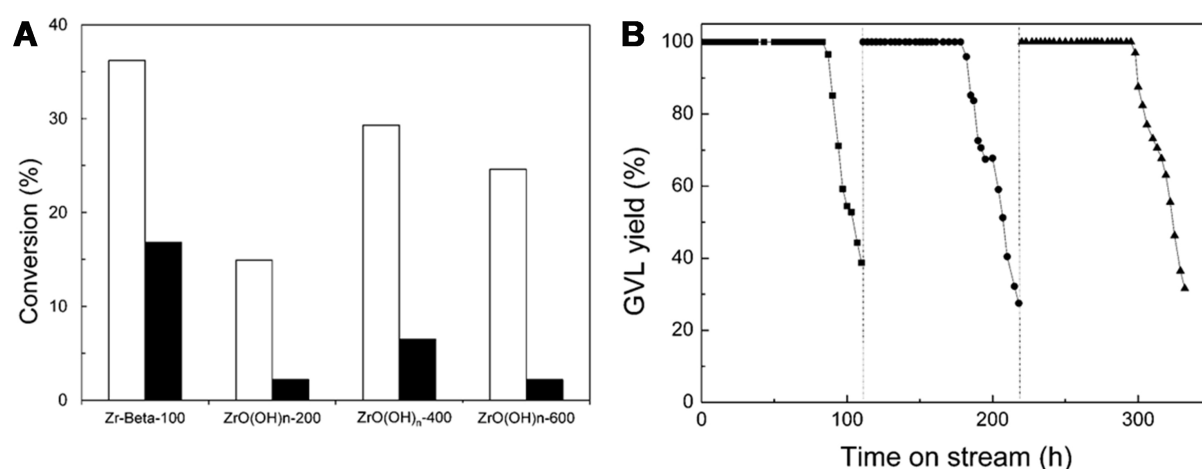 A
Conversion (%)
40
30
20
10
0
Zr-Beta-100 ZrO(OH)n-200 ZrO(OH)n-400 ZrO(OH)n-600
B
GVL yield (%)
100
80
60
40
20
0
0 100 200 300
Time on stream (h)